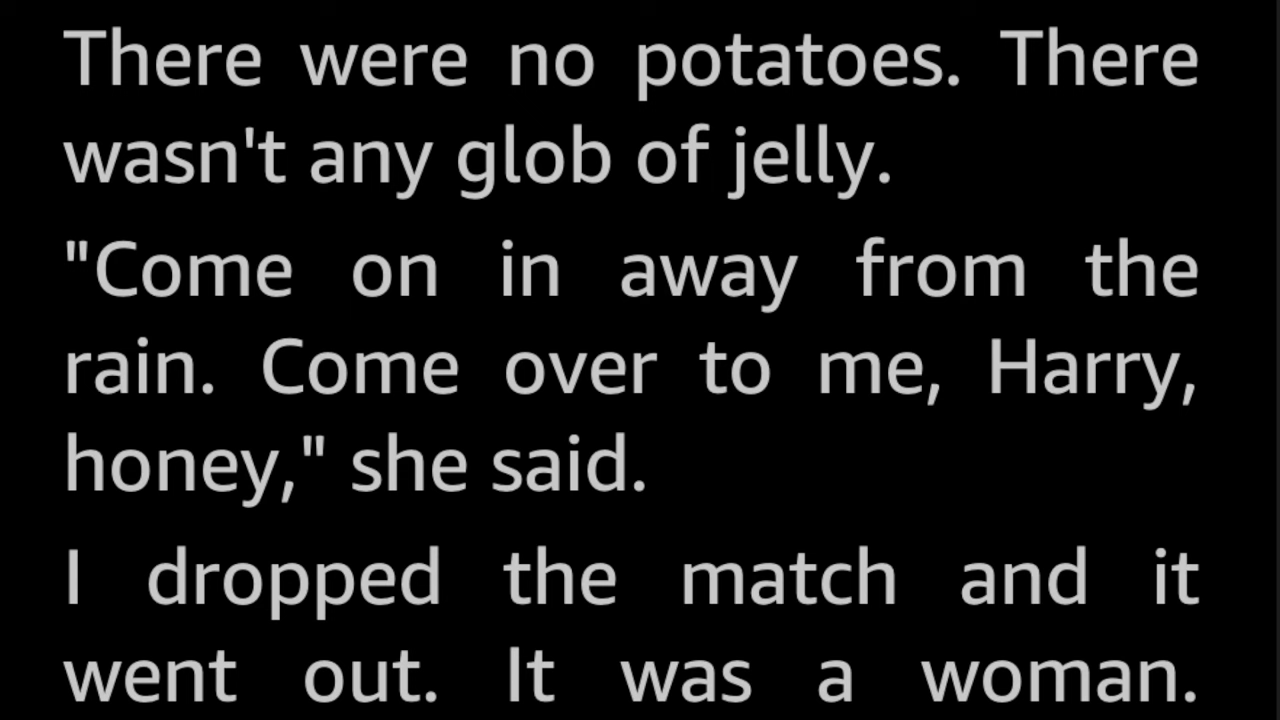 There were no potatoes. There
wasn't any glob of jelly.
"Come on in away from the
rain. Come over to me, Harry,
honey," she said.
I dropped the match and it
went out. It was a woman.